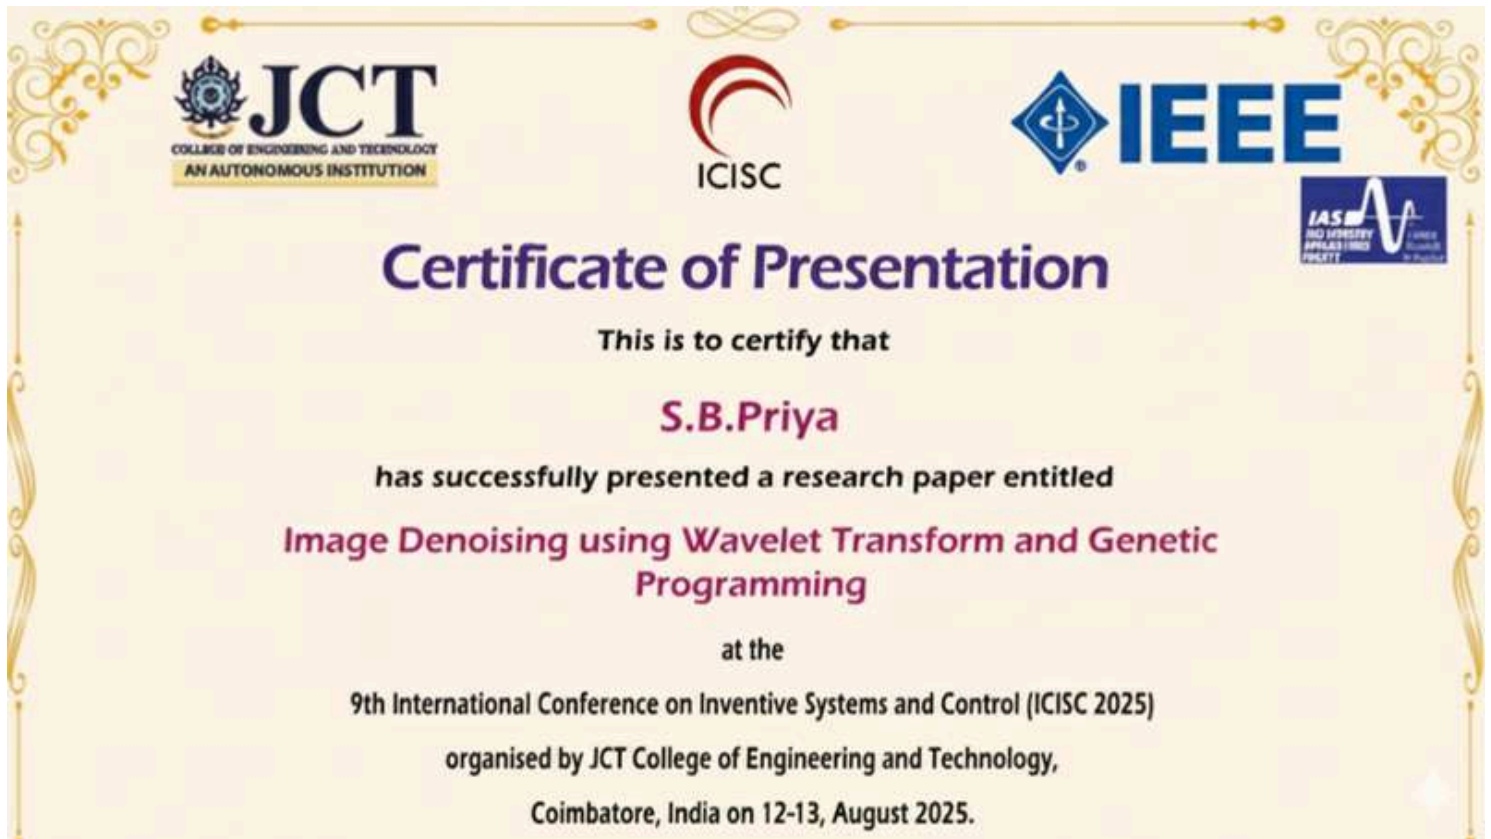 JCT
COLLEGE OF ENGINEERING AND TECHNOLOGY
AN AUTONOMOUS INSTITUTION
ICISC
IEEE
IAS
Certificate of Presentation
This is to certify that
S.B.Priya
has successfully presented a research paper entitled
Image Denoising using Wavelet Transform and Genetic
Programming
at the
9th International Conference on Inventive Systems and Control (ICISC 2025)
organised by JCT College of Engineering and Technology,
Coimbatore, India on 12-13, August 2025.